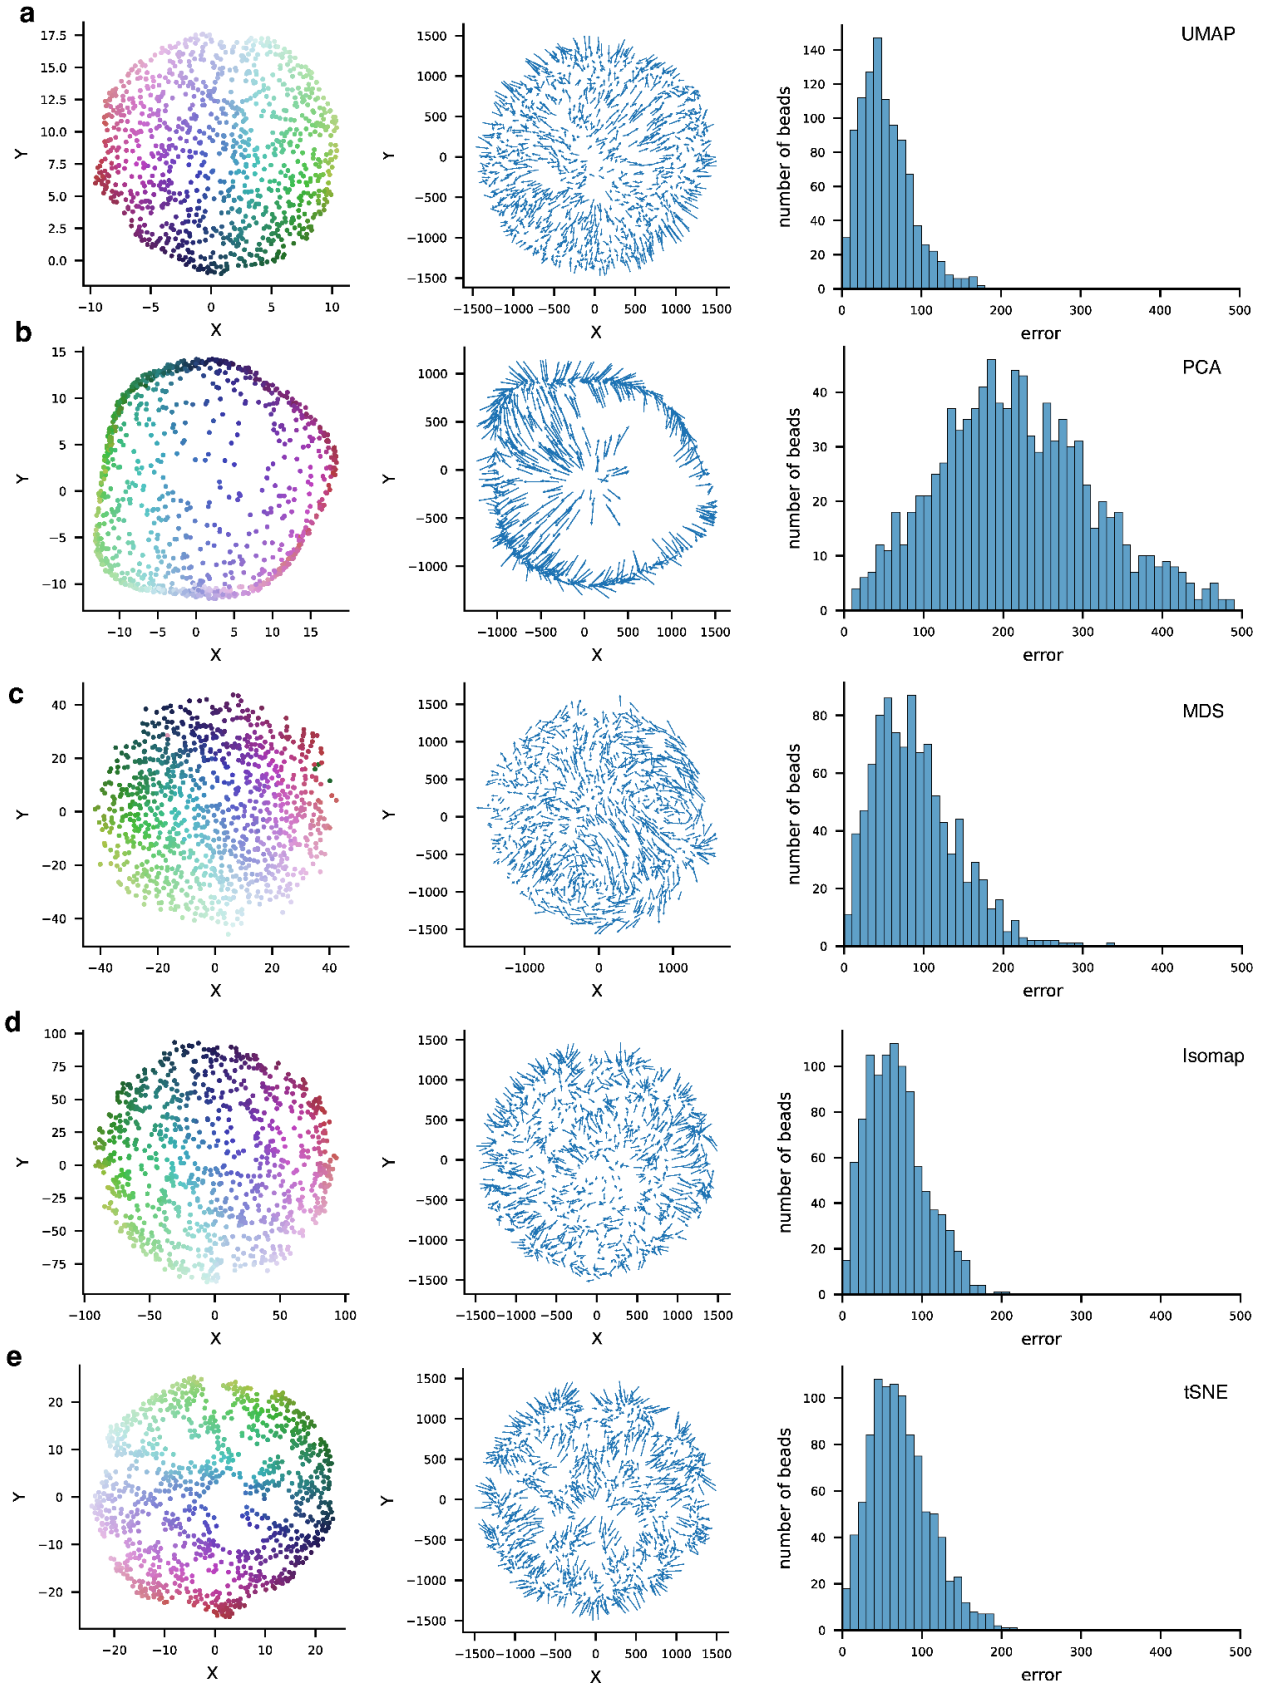 a
17.5
15.0
12.5
10.0
7.5
5.0
2.5
0.0
Y
−10 −5 0 5 10
X
1500
1000
500
0
−500
−1000
−1500
Y
−1500 −1000 −500 0 500 1000 1500
X
UMAP
140
120
100
80
60
40
20
0
number of beads
0 100 200 300 400 500
error
b
15
10
5
0
−5
−10
Y
−10 −5 0 5 10 15
X
1000
500
0
−500
−1000
Y
−1000 −500 0 500 1000 1500
X
PCA
40
30
20
10
0
number of beads
0 100 200 300 400 500
error
c
40
20
0
−20
−40
Y
−40 −20 0 20 40
X
1500
1000
500
0
−500
−1000
−1500
Y
−1000 0 1000
X
MDS
80
60
40
20
0
number of beads
0 100 200 300 400 500
error
d
100
75
50
25
0
−25
−50
−75
Y
−100 −50 0 50 100
X
1500
1000
500
0
−500
−1000
−1500
Y
−1500 −1000 −500 0 500 1000 1500
X
Isomap
100
80
60
40
20
0
number of beads
0 100 200 300 400 500
error
e
20
10
0
−10
−20
Y
−20 −10 0 10 20
X
1500
1000
500
0
−500
−1000
−1500
Y
−1500 −1000 −500 0 500 1000 1500
X
tSNE
100
80
60
40
20
0
number of beads
0 100 200 300 400 500
error